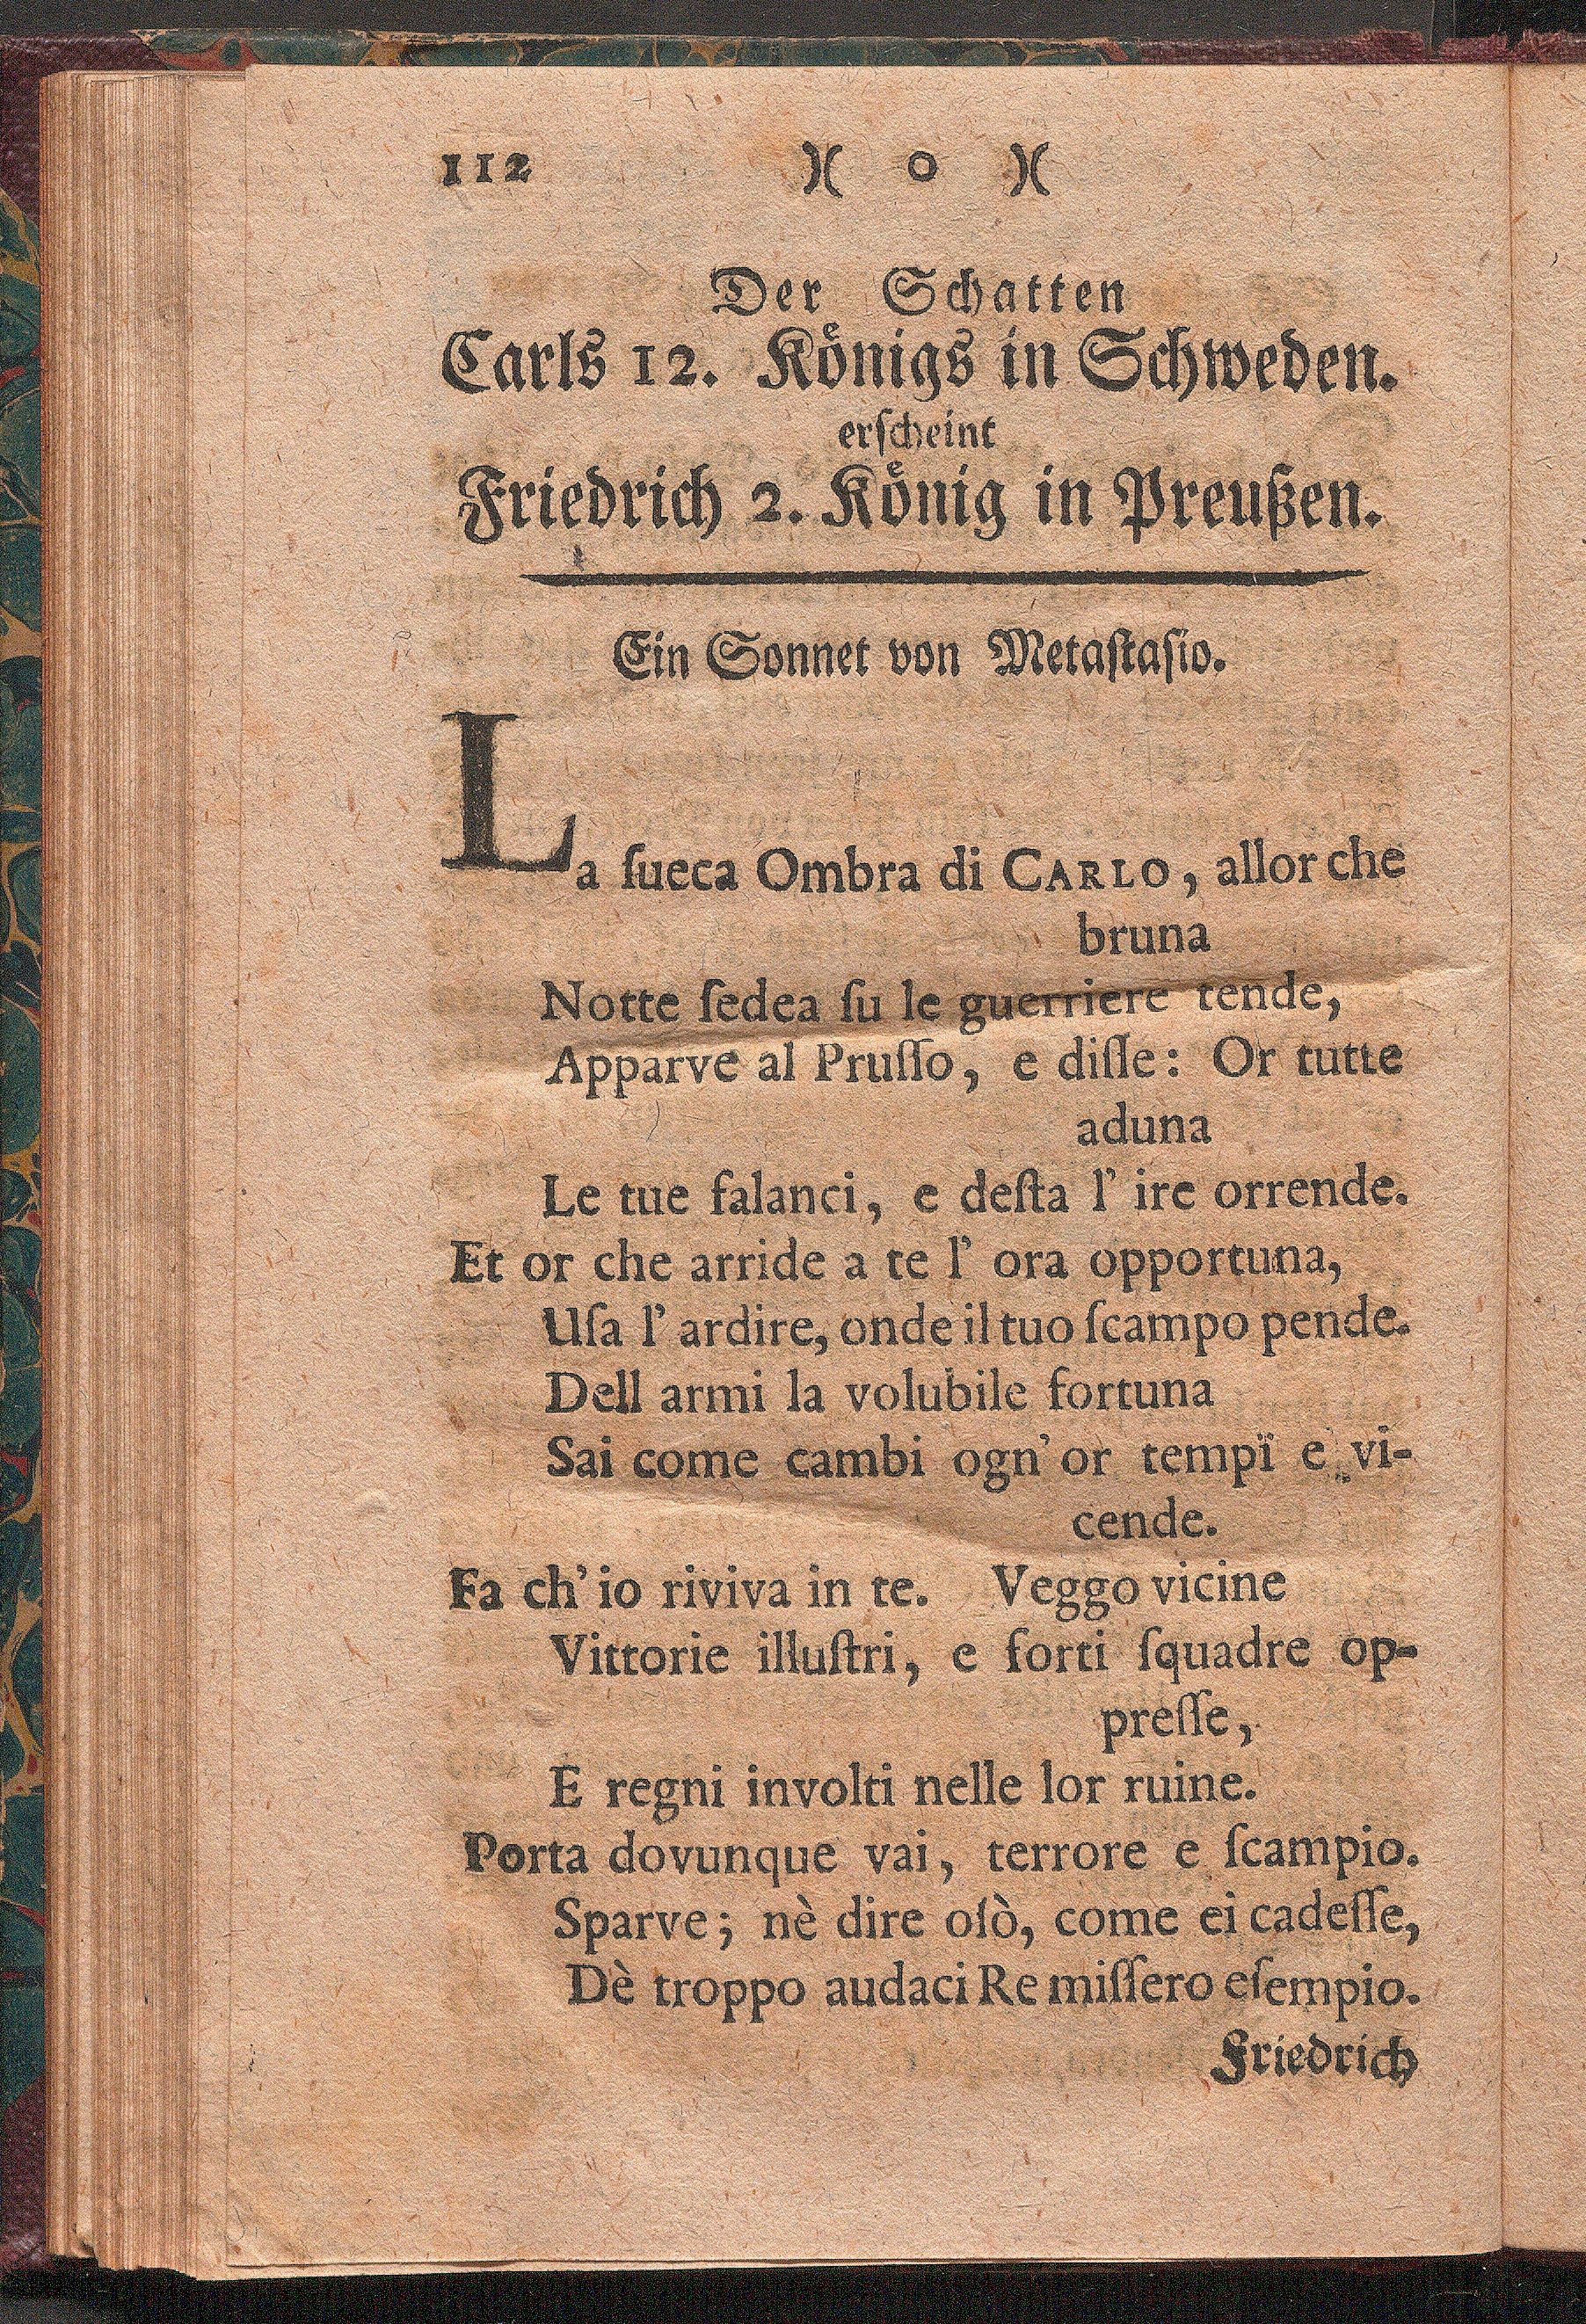 112 )( o )(
Der Schatten
Carls 12. Königs in Schweden.
erſcheint
Friedrich 2. König in Preußen.
Ein Sonnet von Metaſtaſio.
La ſueca Ombra di CARLO, allor che
bruna
Notte ſedea ſu le guerriere tende,
Apparve al Pruſſo, e diſſe: Or tutte
aduna
Le tue falanci, e deſta l' ire orrende.
Et or che arride a te l' ora opportuna,
Uſa l' ardire, onde il tuo ſcampo pende.
Dell armi la volubile fortuna
Sai come cambi ogn' or tempï e vi-
cende.
Fa ch' io riviva in te. Veggo vicine
Vittorie illuſtri, e forti ſquadre op-
preſſe,
E regni involti nelle lor ruine.
Porta dovunque vai, terrore e ſcampio.
Sparve; nè dire oſò, come ei cadeſſe,
Dè troppo audaci Re miſſero eſempio.
Friedrich